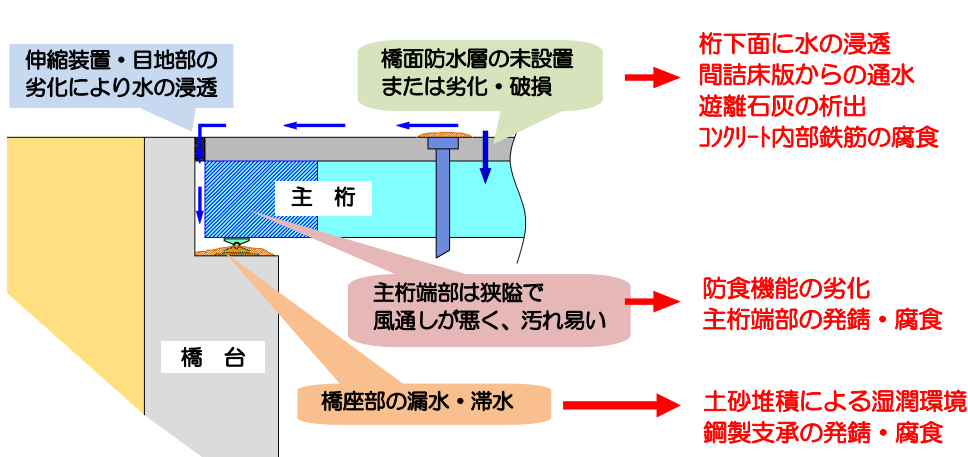 伸縮装置・目地部の
劣化により水の浸透
橋面防水層の未設置
または劣化・破損
桁下面に水の浸透
間詰床版からの通水
遊離石灰の析出
ｺﾝｸﾘｰﾄ内部鉄筋の腐食
主　桁
主桁端部は狭隘で
風通しが悪く、汚れ易い
防食機能の劣化
主桁端部の発錆・腐食
橋　台
橋座部の漏水・滞水
土砂堆積による湿潤環境
鋼製支承の発錆・腐食